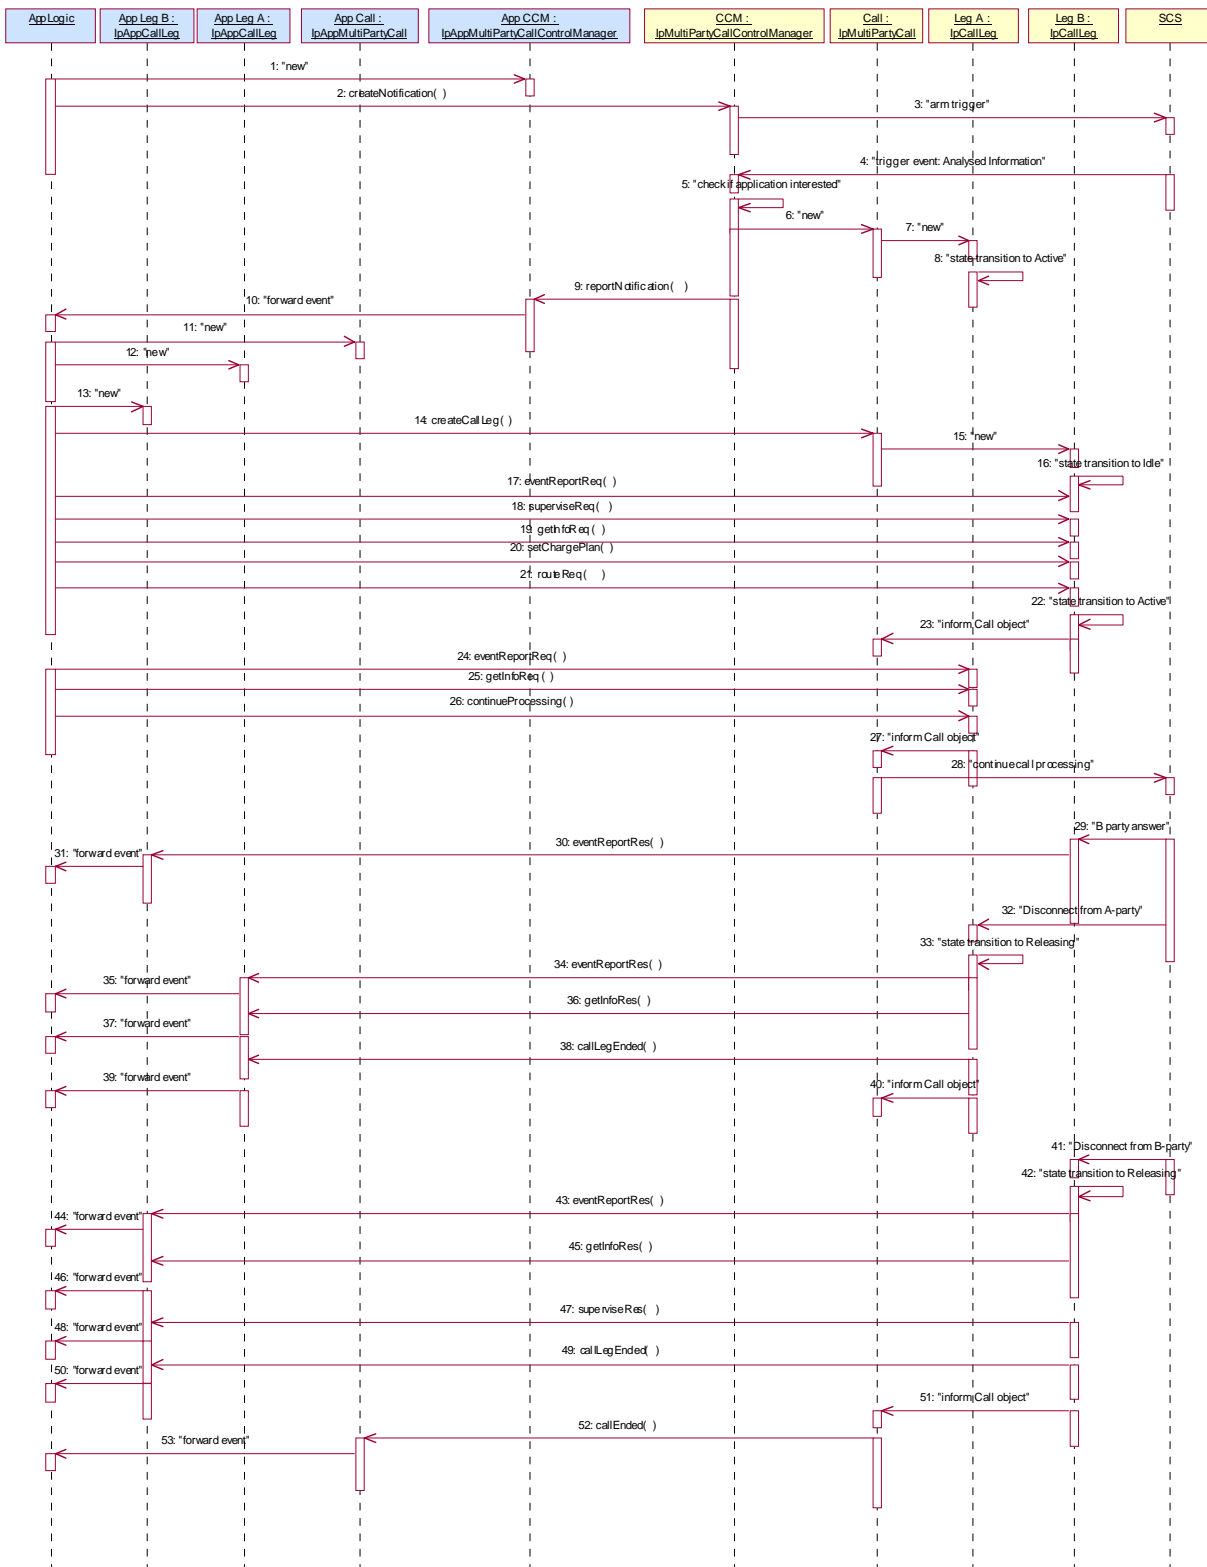 AppLogic
App Leg B :
IpAppCallLeg
App Leg A :
IpAppCallLeg
App Call :
IpAppMultiPartyCall
App CCM :
IpAppMultiPartyCallControlManager
CCM :
IpMultiPartyCallControlManager
Call :
IpMultiPartyCall
Leg A :
IpCallLeg
Leg B :
IpCallLeg
SCS
1: "new"
2: createNotification( )
3: "arm trigger"
4: "trigger event: Analysed Information"
5: "check if application interested"
6: "new"
7: "new"
8: "state transition to Active"
9: reportNotification( )
10: "forward event"
11: "new"
12: "new"
13: "new"
14: createCallLeg( )
15: "new"
16: "state transition to Idle"
17: eventReportReq( )
18: superviseReq( )
19: getInfoReq( )
20: setChargePlan( )
21: routeReq( )
22: "state transition to Active"
23: "inform Call object"
24: eventReportReq( )
25: getInfoReq( )
26: continueProcessing( )
27: "inform Call object"
28: "continue call processing"
29: "B party answer"
30: eventReportRes( )
31: "forward event"
32: "Disconnect from A-party"
33: "state transition to Releasing"
34: eventReportRes( )
35: "forward event"
36: getInfoRes( )
37: "forward event"
38: callLegEnded( )
39: "forward event"
40: "inform Call object"
41: "Disconnect from B-party"
42: "state transition to Releasing"
43: eventReportRes( )
44: "forward event"
45: getInfoRes( )
46: "forward event"
47: superviseRes( )
48: "forward event"
49: callLegEnded( )
50: "forward event"
51: "inform Call object"
52: callEnded( )
53: "forward event"